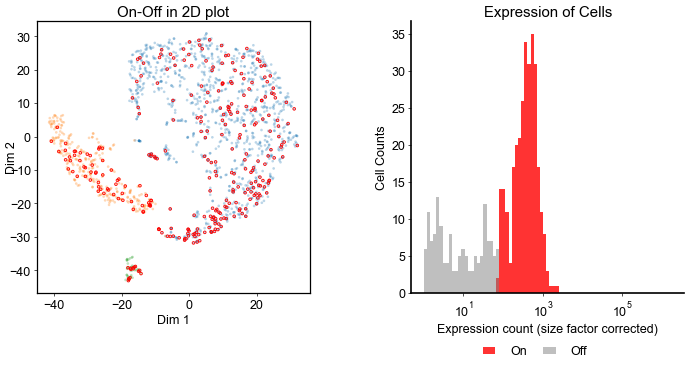 On-Off in 2D plot
Dim 2
30
20
10
0
−10
−20
−30
−40
−40
−20
0
20
Dim 1
Expression of Cells
Cell Counts
35
30
25
20
15
10
5
0
10^1
10^3
10^5
Expression count (size factor corrected)
On
Off